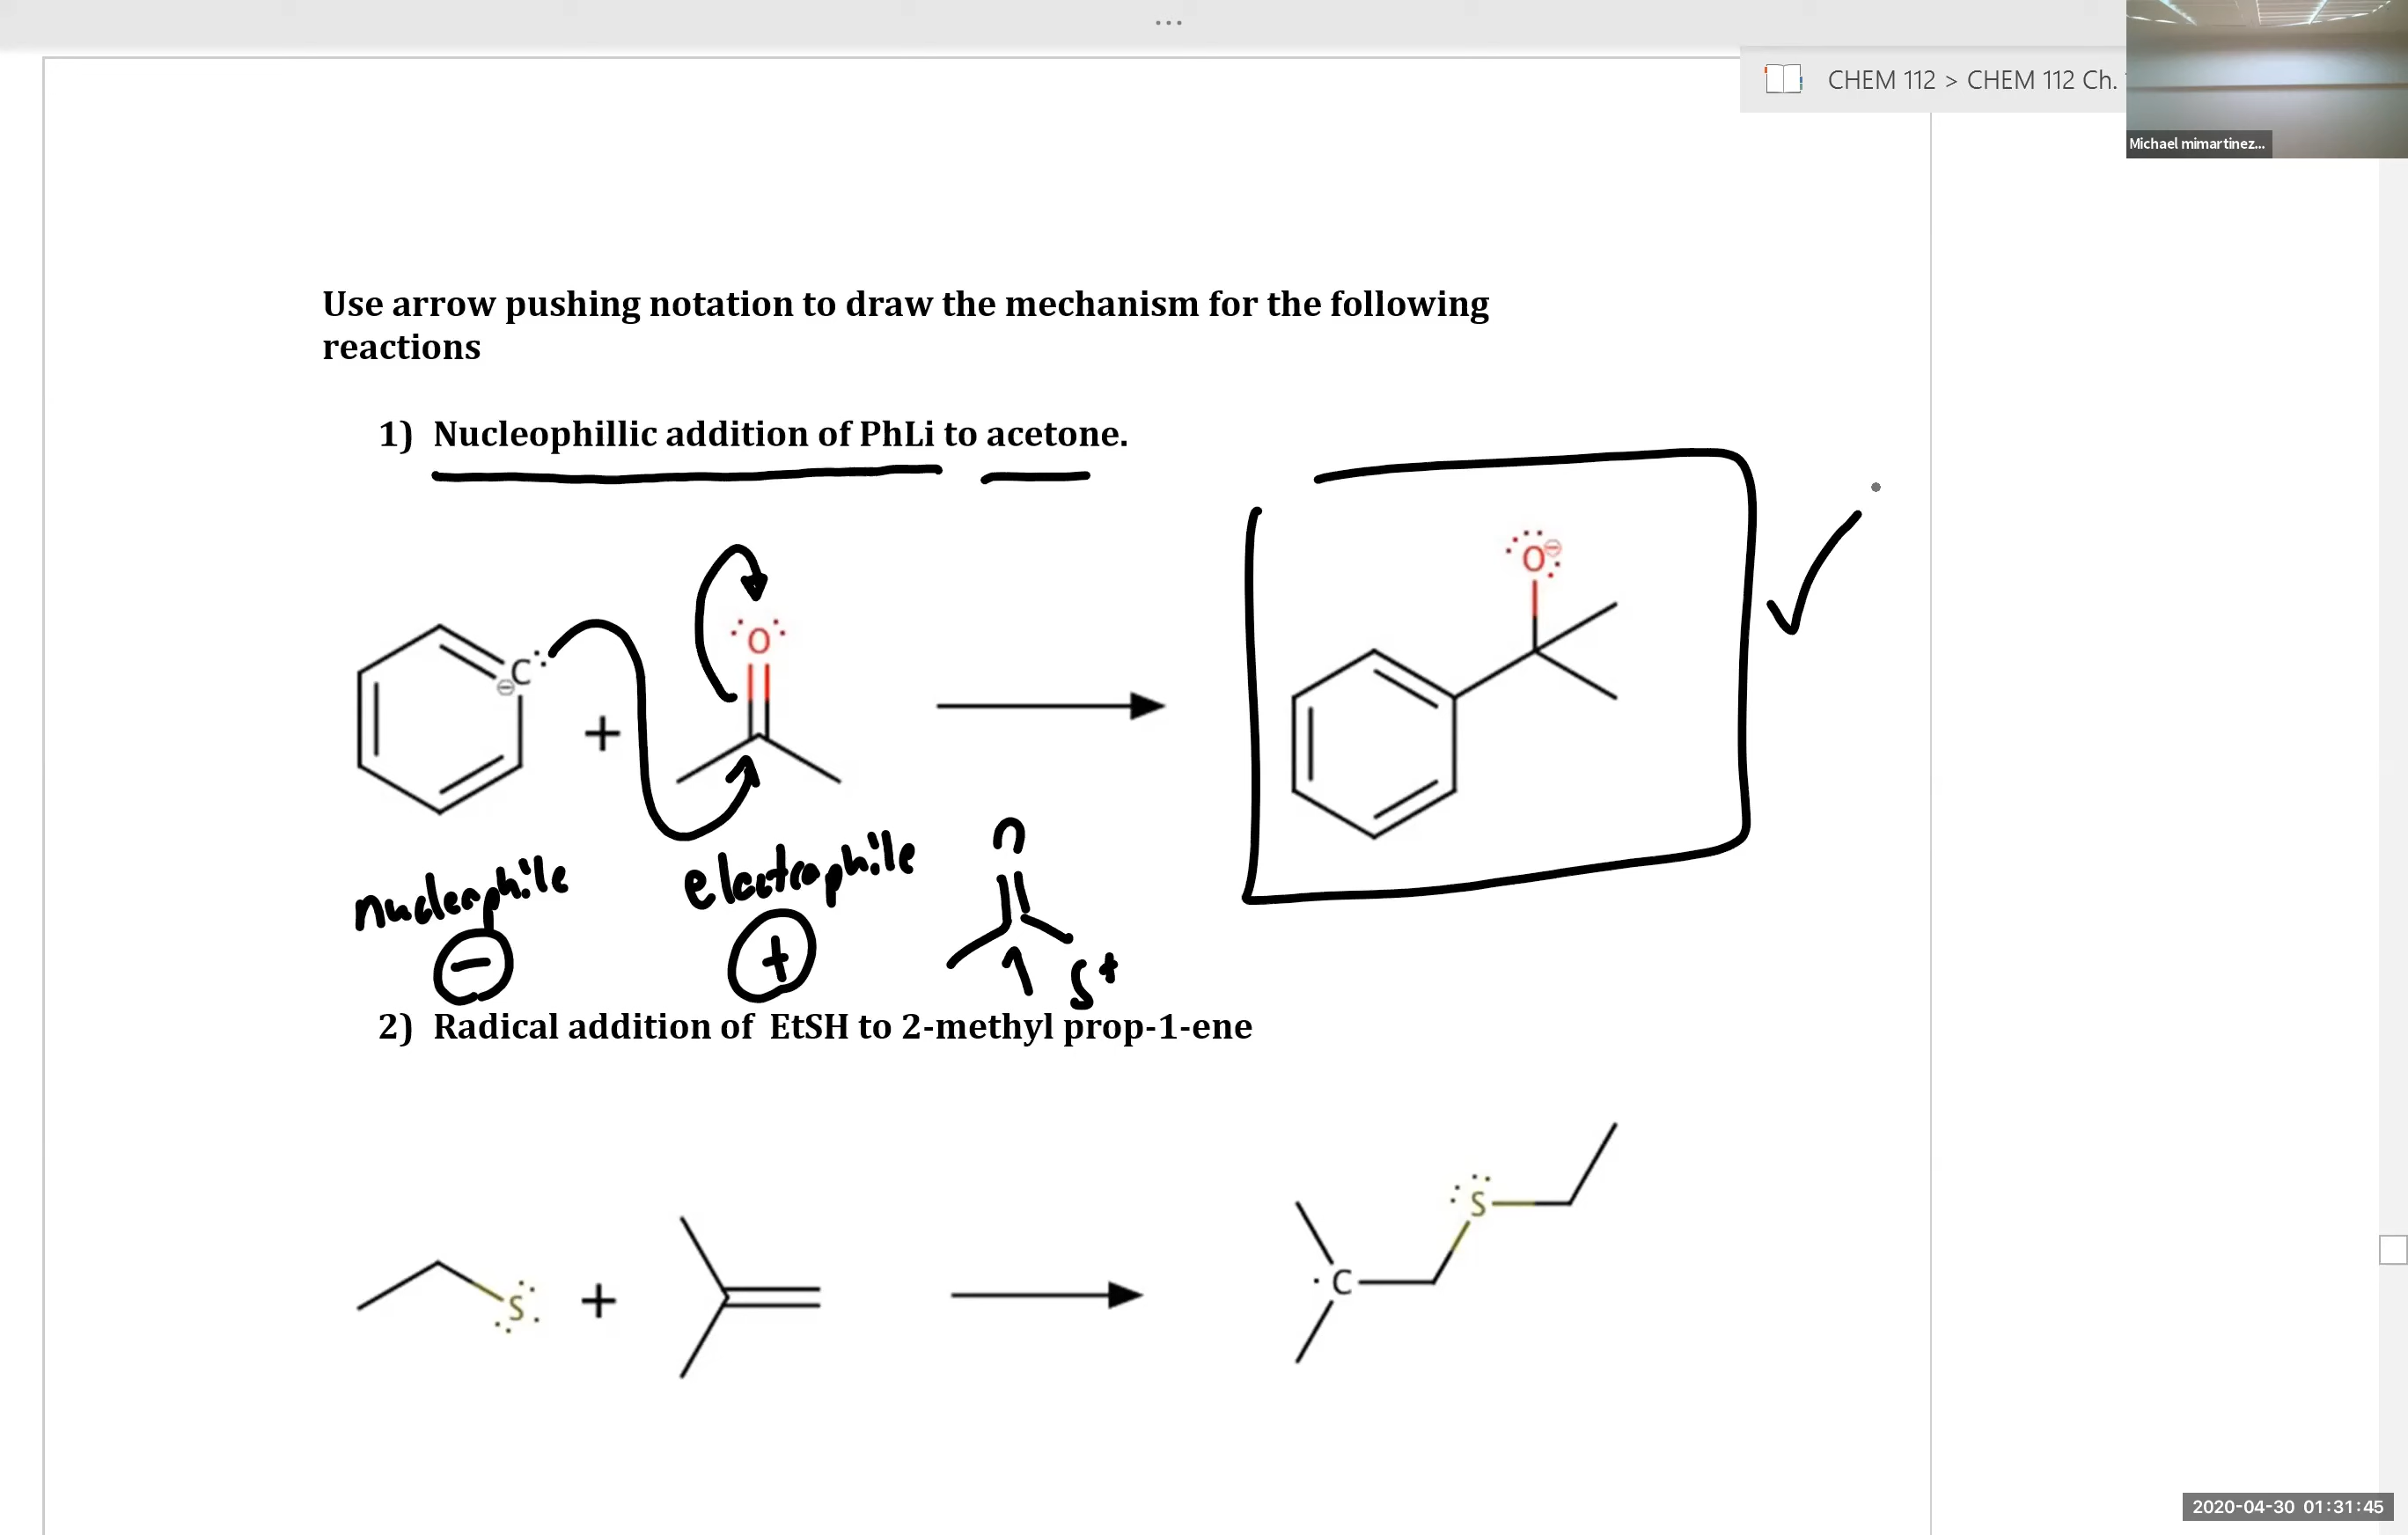 ...
CHEM 112 > CHEM 112 Ch.
Michael mimartinez...
Use arrow pushing notation to draw the mechanism for the following
reactions
1) Nucleophillic addition of PhLi to acetone.
O ⊖
O
C ⊖
+
nucleophile
electrophile
−
+
δ+
2) Radical addition of EtSH to 2-methyl prop-1-ene
S
C
S
+
2020-04-30 01:31:45